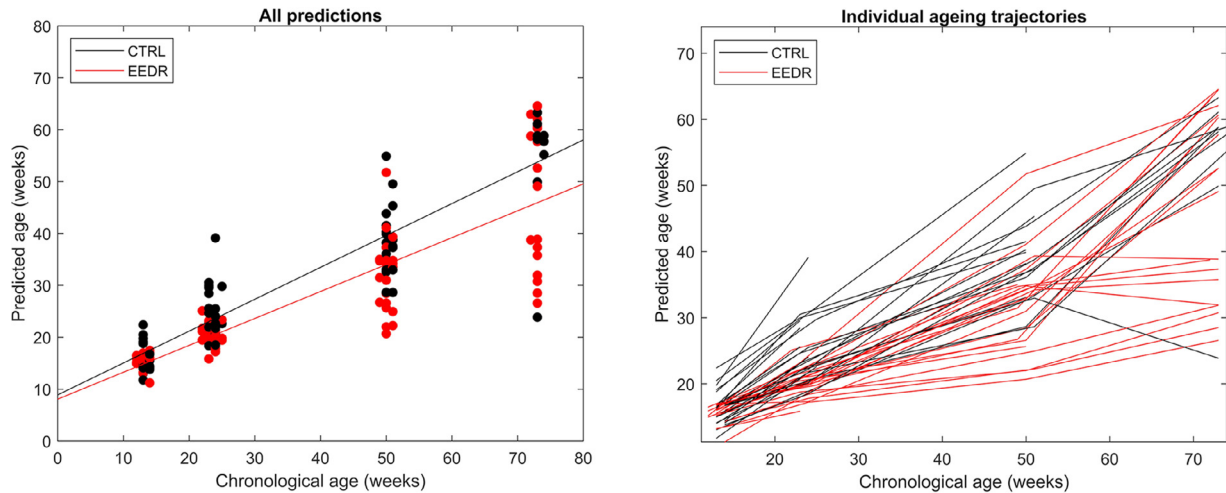 All predictions
80
70
60
50
40
30
20
10
0
Predicted age (weeks)
CTRL
EEDR
0 10 20 30 40 50 60 70 80
Chronological age (weeks)
Individual ageing trajectories
70
60
50
40
30
20
Predicted age (weeks)
CTRL
EEDR
20 30 40 50 60 70
Chronological age (weeks)